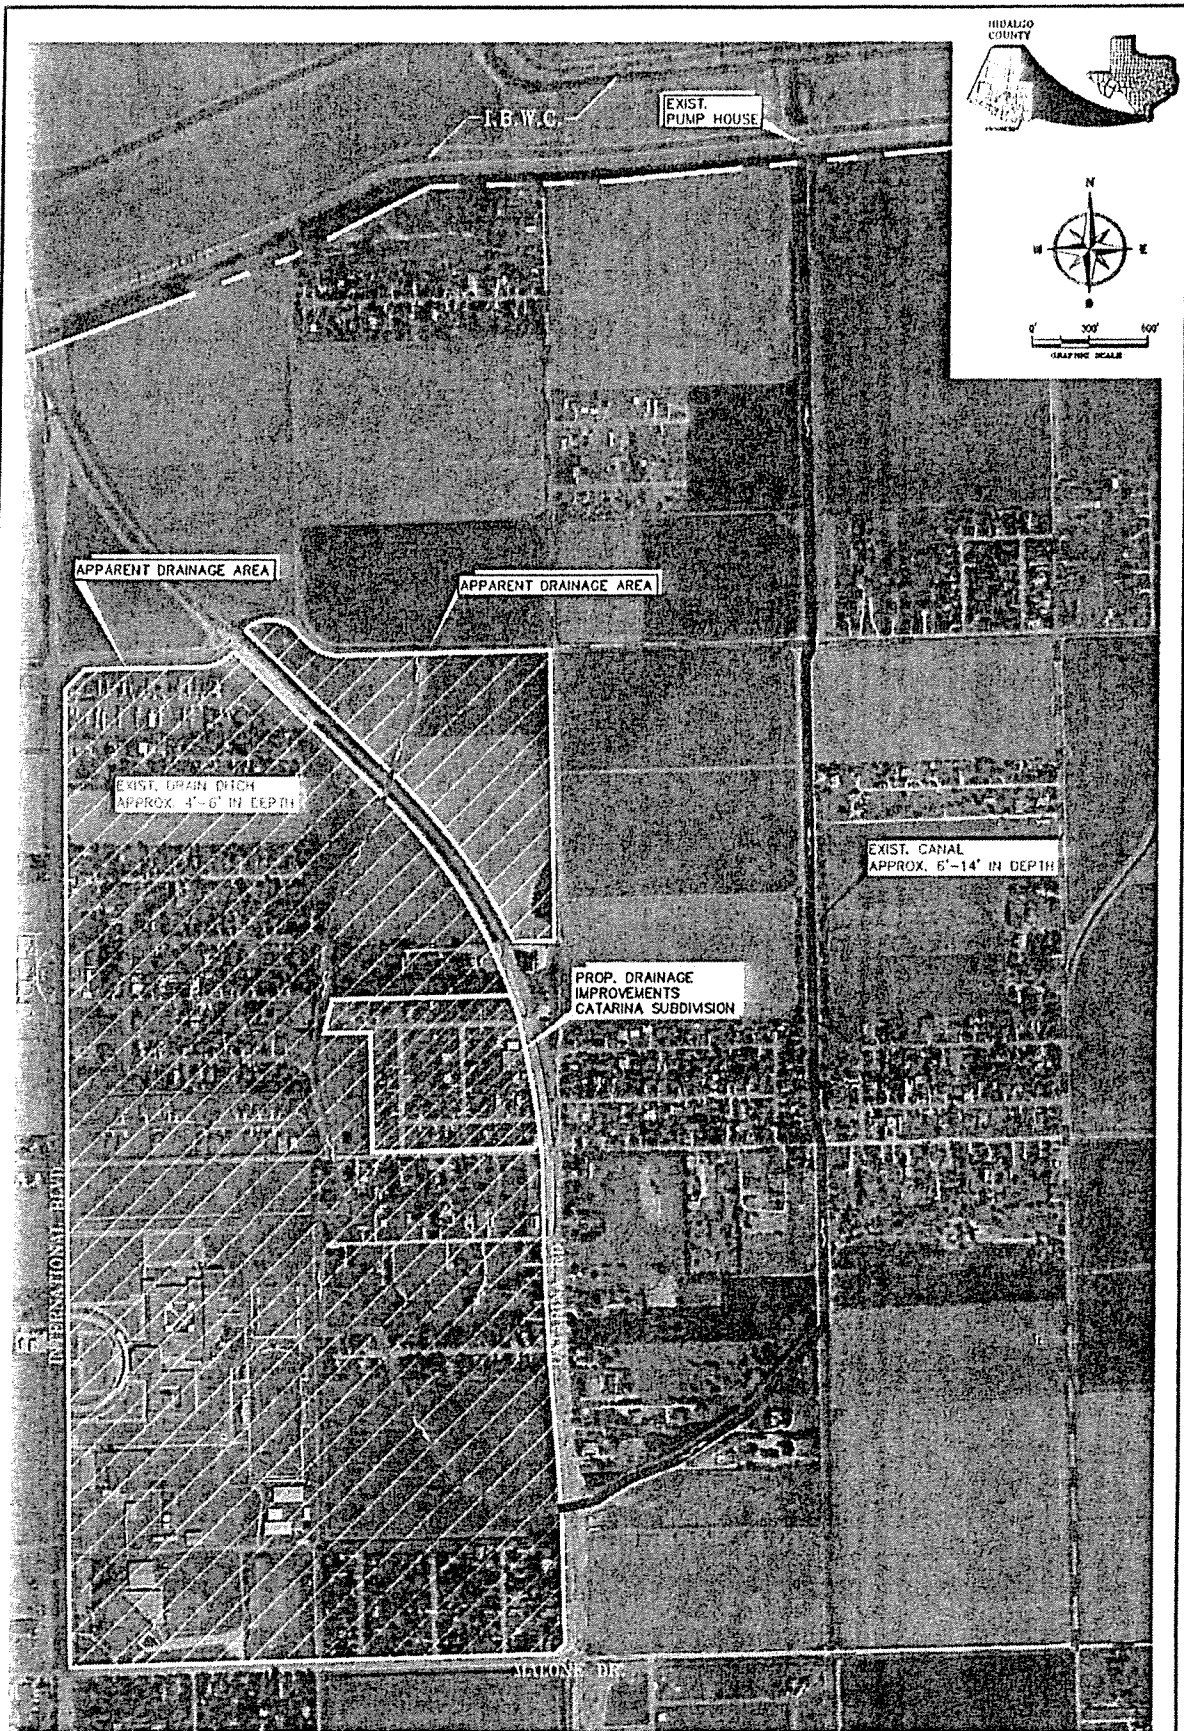 HIDALGO
COUNTY
I.B.W.C.
EXIST.
PUMP HOUSE
N
W
E
S
0'
300'
600'
GRAPHIC SCALE
APPARENT DRAINAGE AREA
APPARENT DRAINAGE AREA
EXIST. DRAIN DITCH
APPROX. 4'-6' IN DEPTH
EXIST. CANAL
APPROX. 6'-14' IN DEPTH
PROP. DRAINAGE
IMPROVEMENTS
CATARINA SUBDIVISION
INTERNATIONAL BLVD
RD
MALONE DR.